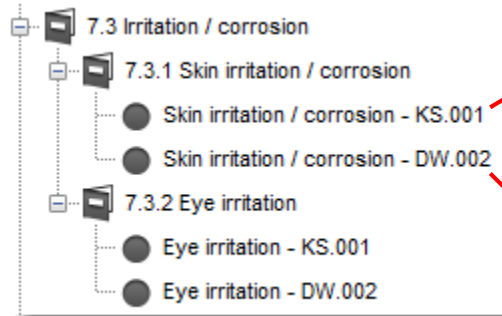 7.3 Irritation / corrosion
7.3.1 Skin irritation / corrosion
Skin irritation / corrosion - KS.001
Skin irritation / corrosion - DW.002
7.3.2 Eye irritation
Eye irritation - KS.001
Eye irritation - DW.002